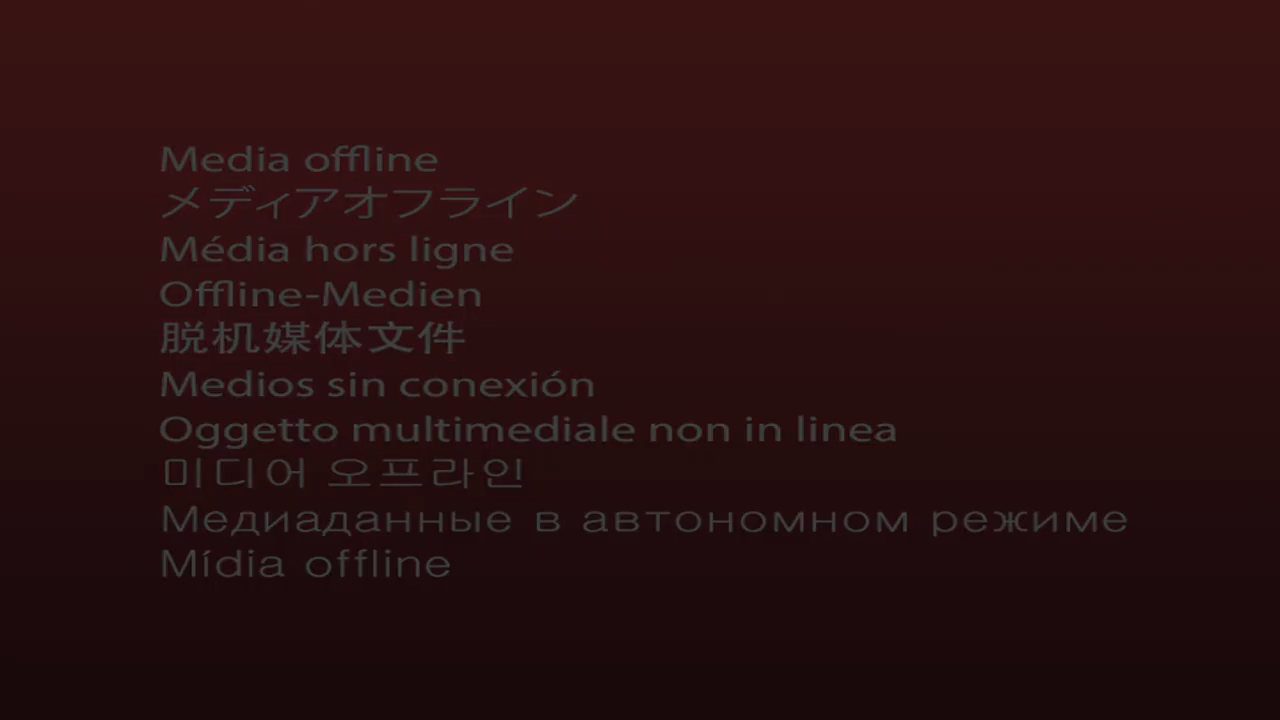 Media offline
メディアオフライン
Média hors ligne
Offline-Medien
脱机媒体文件
Medios sin conexión
Oggetto multimediale non in linea
미디어 오프라인
Медиаданные в автономном режиме
Mídia offline